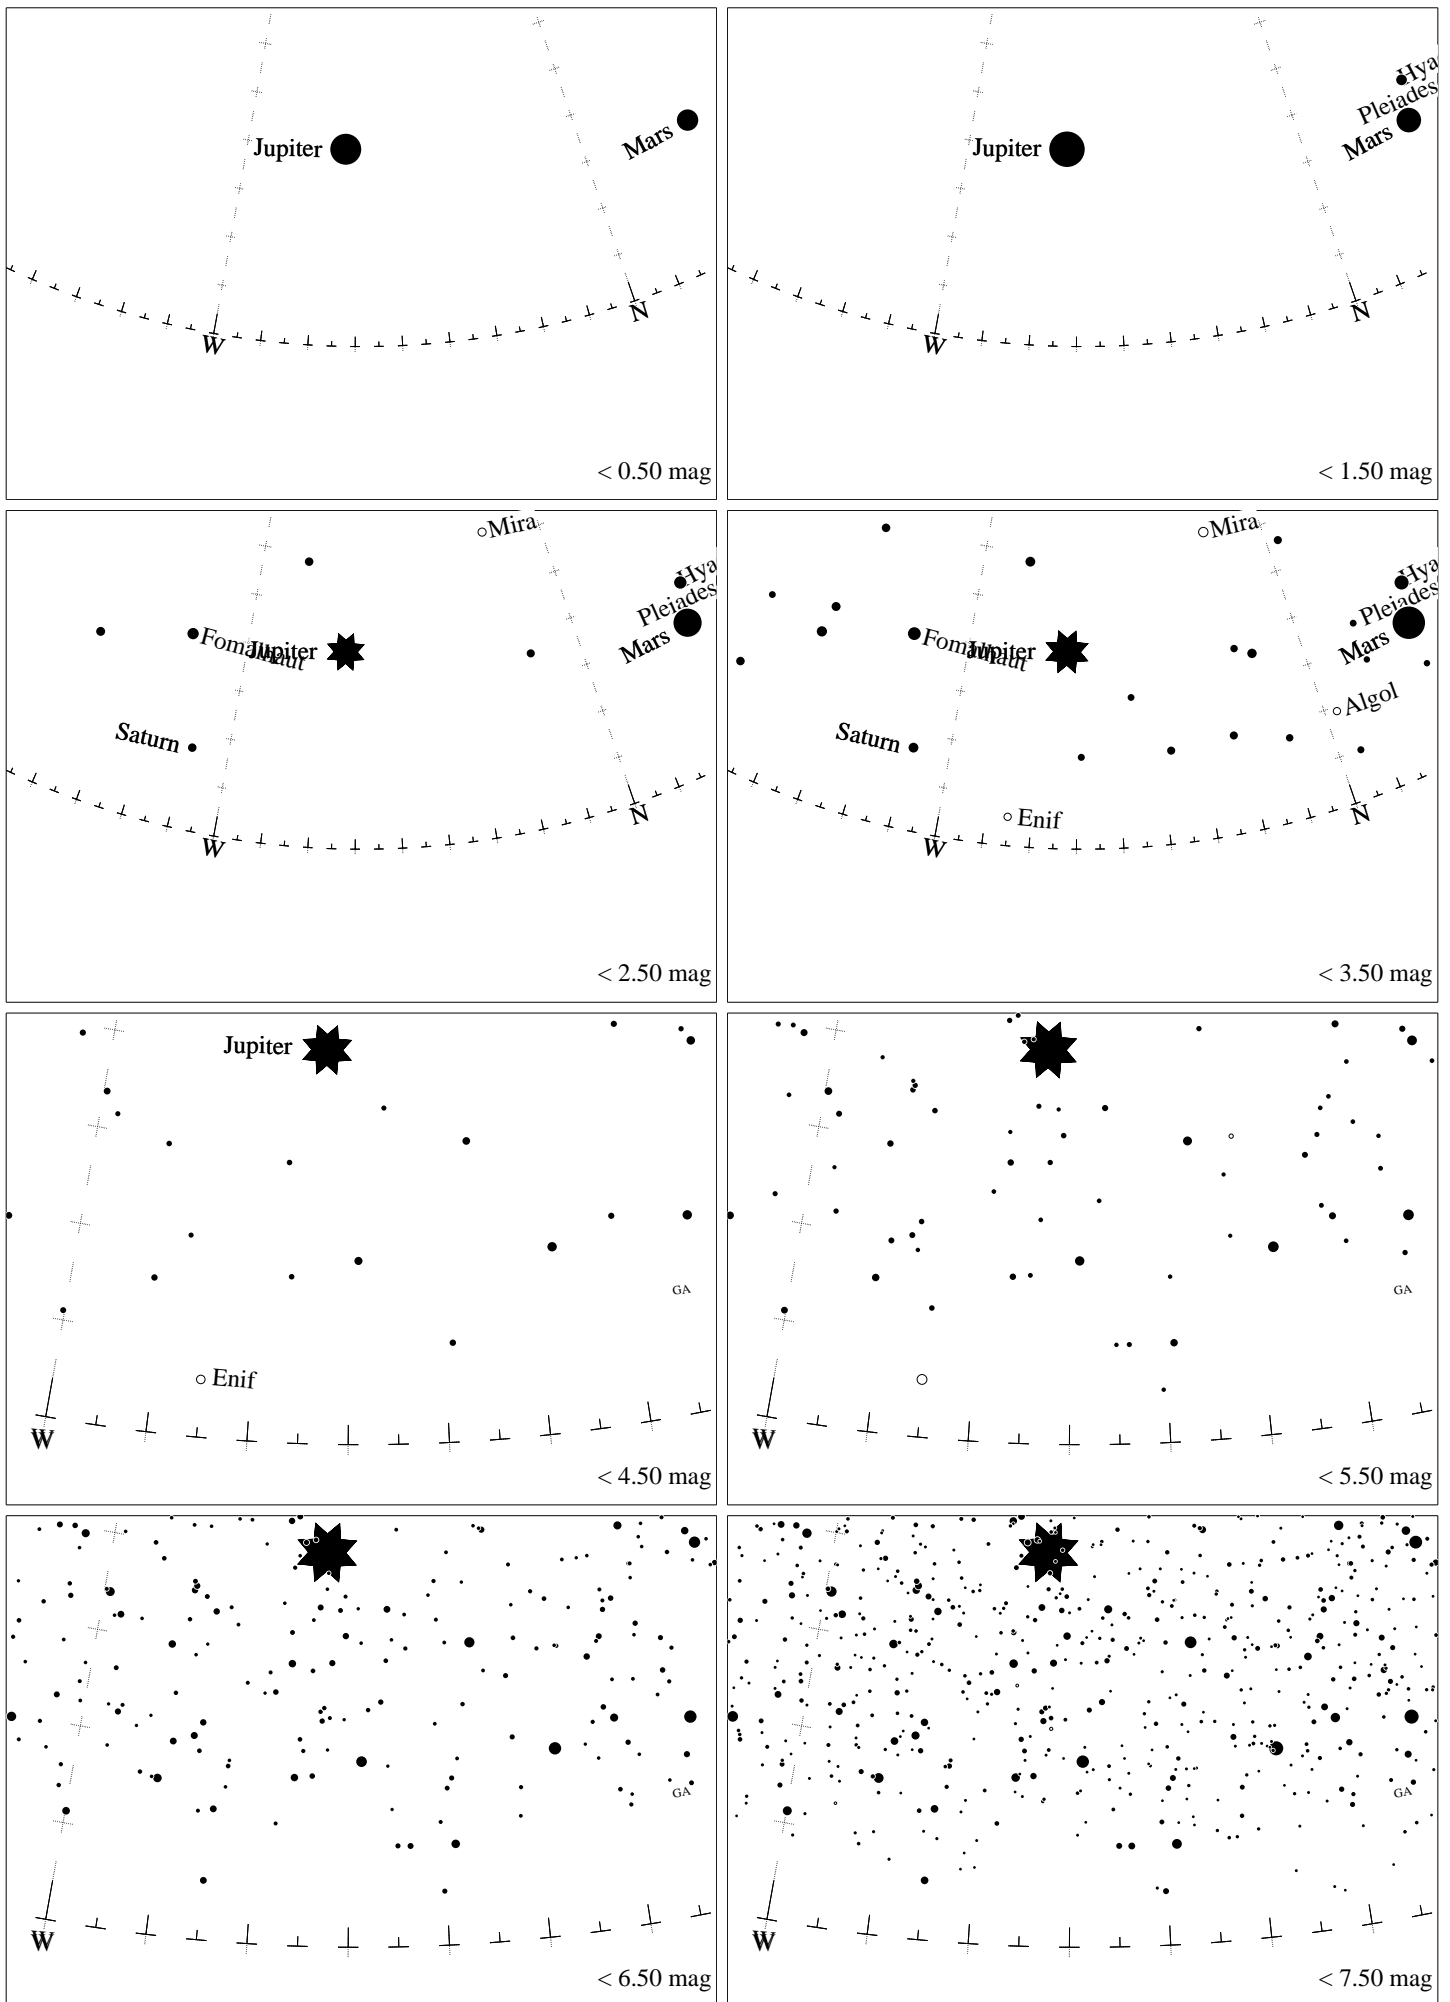 Jupiter
Mars
W
N
< 0.50 mag
Hya
Pleiades
Jupiter
Mars
W
N
< 1.50 mag
Mira
Hya
Pleiades
Fomalhaut
Jupiter
Mars
Saturn
W
N
< 2.50 mag
Mira
Hya
Pleiades
Fomalhaut
Jupiter
Mars
Algol
Saturn
Enif
W
N
< 3.50 mag
Jupiter
GA
Enif
W
< 4.50 mag
GA
W
< 5.50 mag
GA
W
< 6.50 mag
GA
W
< 7.50 mag